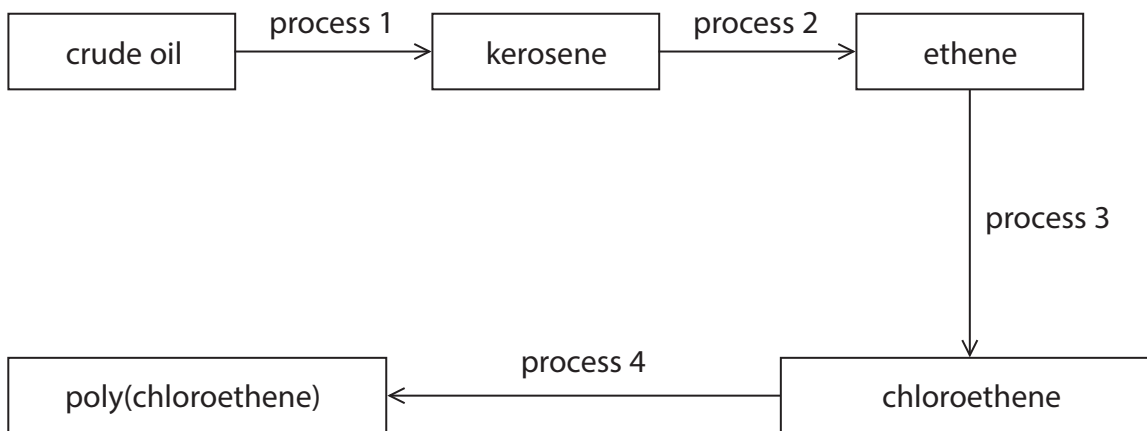 process 1
process 2
crude oil
kerosene
ethene
process 3
process 4
poly(chloroethene)
chloroethene